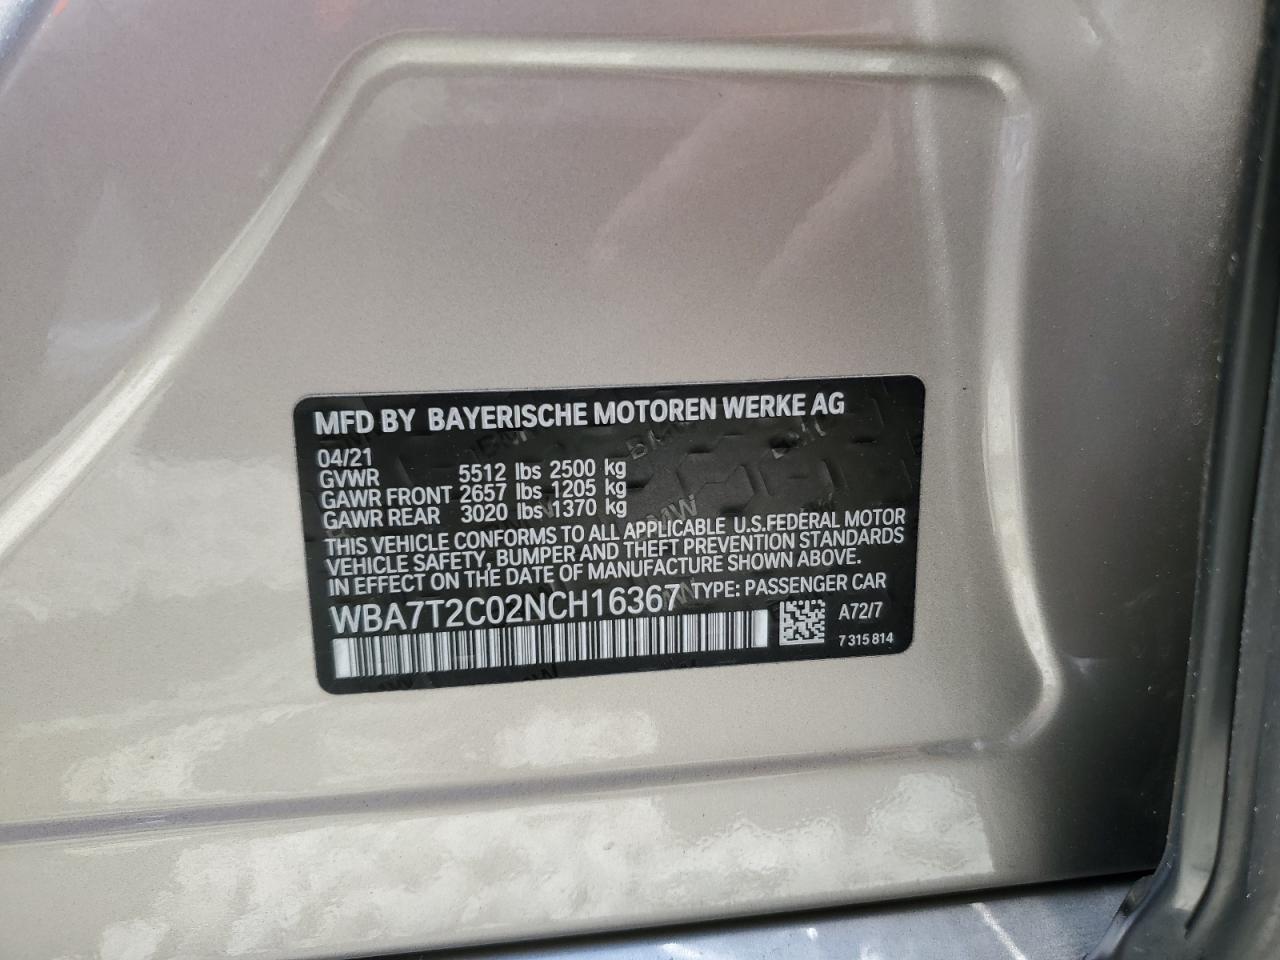 MFD BY BAYERISCHE MOTOREN WERKE AG
04/21
GVWR 5512 lbs 2500 kg
GAWR FRONT 2657 lbs 1205 kg
GAWR REAR 3020 lbs 1370 kg
THIS VEHICLE CONFORMS TO ALL APPLICABLE U.S.FEDERAL MOTOR
VEHICLE SAFETY, BUMPER AND THEFT PREVENTION STANDARDS
IN EFFECT ON THE DATE OF MANUFACTURE SHOWN ABOVE.
WBA7T2C02NCH16367 TYPE: PASSENGER CAR
A72/7
7 315 814